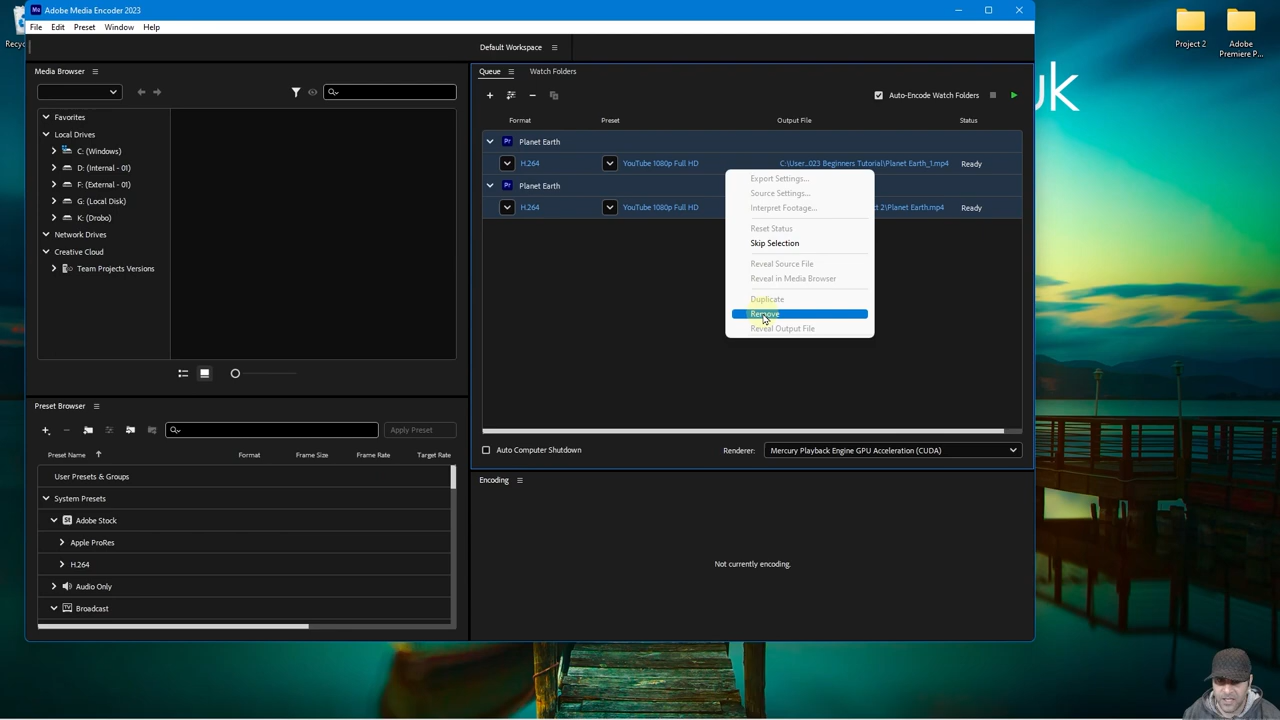 Adobe Media Encoder 2023
File Edit Preset Window Help
Recyc
Project 2
Adobe
Premiere P...
uk
Default Workspace
Media Browser
Favorites
Local Drives
C: (Windows)
D: (Internal - 01)
F: (External - 01)
G: (Local Disk)
K: (Drobo)
Network Drives
Creative Cloud
Team Projects Versions
Queue Watch Folders
Auto-Encode Watch Folders
Format Preset Output File Status
Pr Planet Earth
H.264 YouTube 1080p Full HD C:\User...023 Beginners Tutorial\Planet Earth_1.mp4 Ready
Pr Planet Earth
H.264 YouTube 1080p Full HD t 2\Planet Earth.mp4 Ready
Export Settings...
Source Settings...
Interpret Footage...
Reset Status
Skip Selection
Reveal Source File
Reveal in Media Browser
Duplicate
Remove
Reveal Output File
Auto Computer Shutdown Renderer: Mercury Playback Engine GPU Acceleration (CUDA)
Preset Browser
Apply Preset
Preset Name Format Frame Size Frame Rate Target Rate
User Presets & Groups
System Presets
St Adobe Stock
Apple ProRes
H.264
Audio Only
TV Broadcast
Encoding
Not currently encoding.